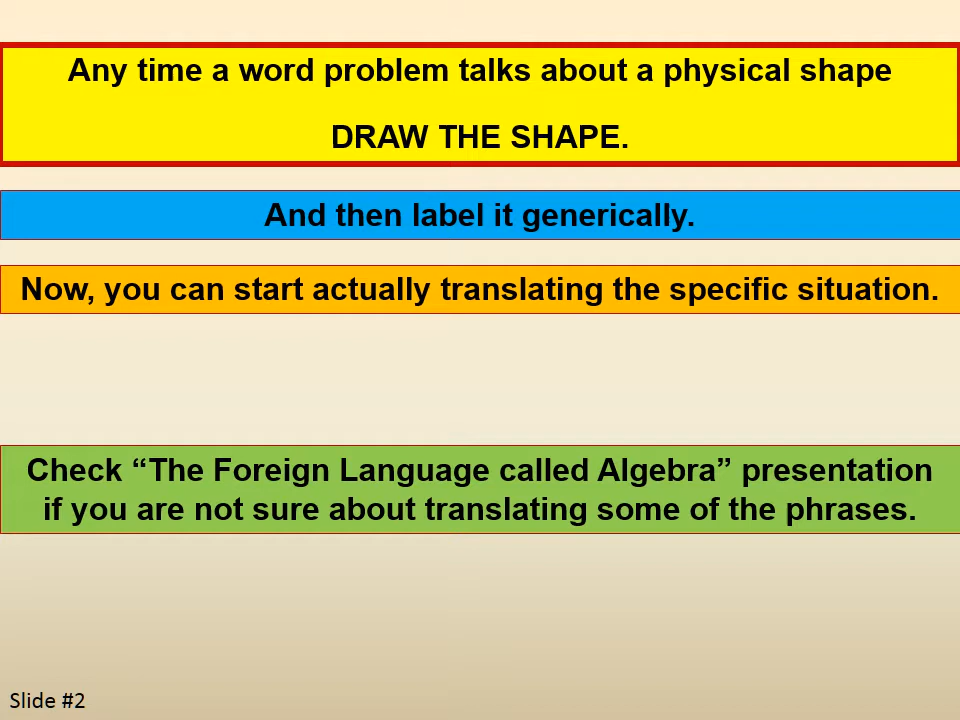 Any time a word problem talks about a physical shape
DRAW THE SHAPE.
And then label it generically.
Now, you can start actually translating the specific situation.
Check “The Foreign Language called Algebra” presentation
if you are not sure about translating some of the phrases.
Slide #2